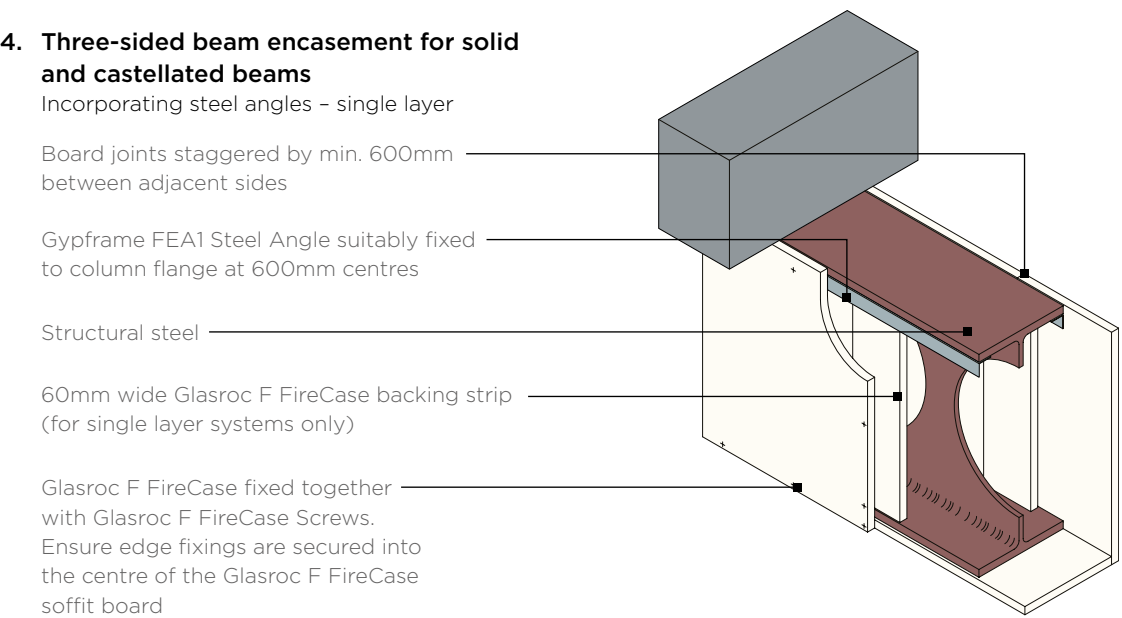 4. Three-sided beam encasement for solid
and castellated beams
Incorporating steel angles – single layer
Board joints staggered by min. 600mm
between adjacent sides
Gypframe FEA1 Steel Angle suitably fixed
to column flange at 600mm centres
Structural steel
60mm wide Glasroc F FireCase backing strip
(for single layer systems only)
Glasroc F FireCase fixed together
with Glasroc F FireCase Screws.
Ensure edge fixings are secured into
the centre of the Glasroc F FireCase
soffit board